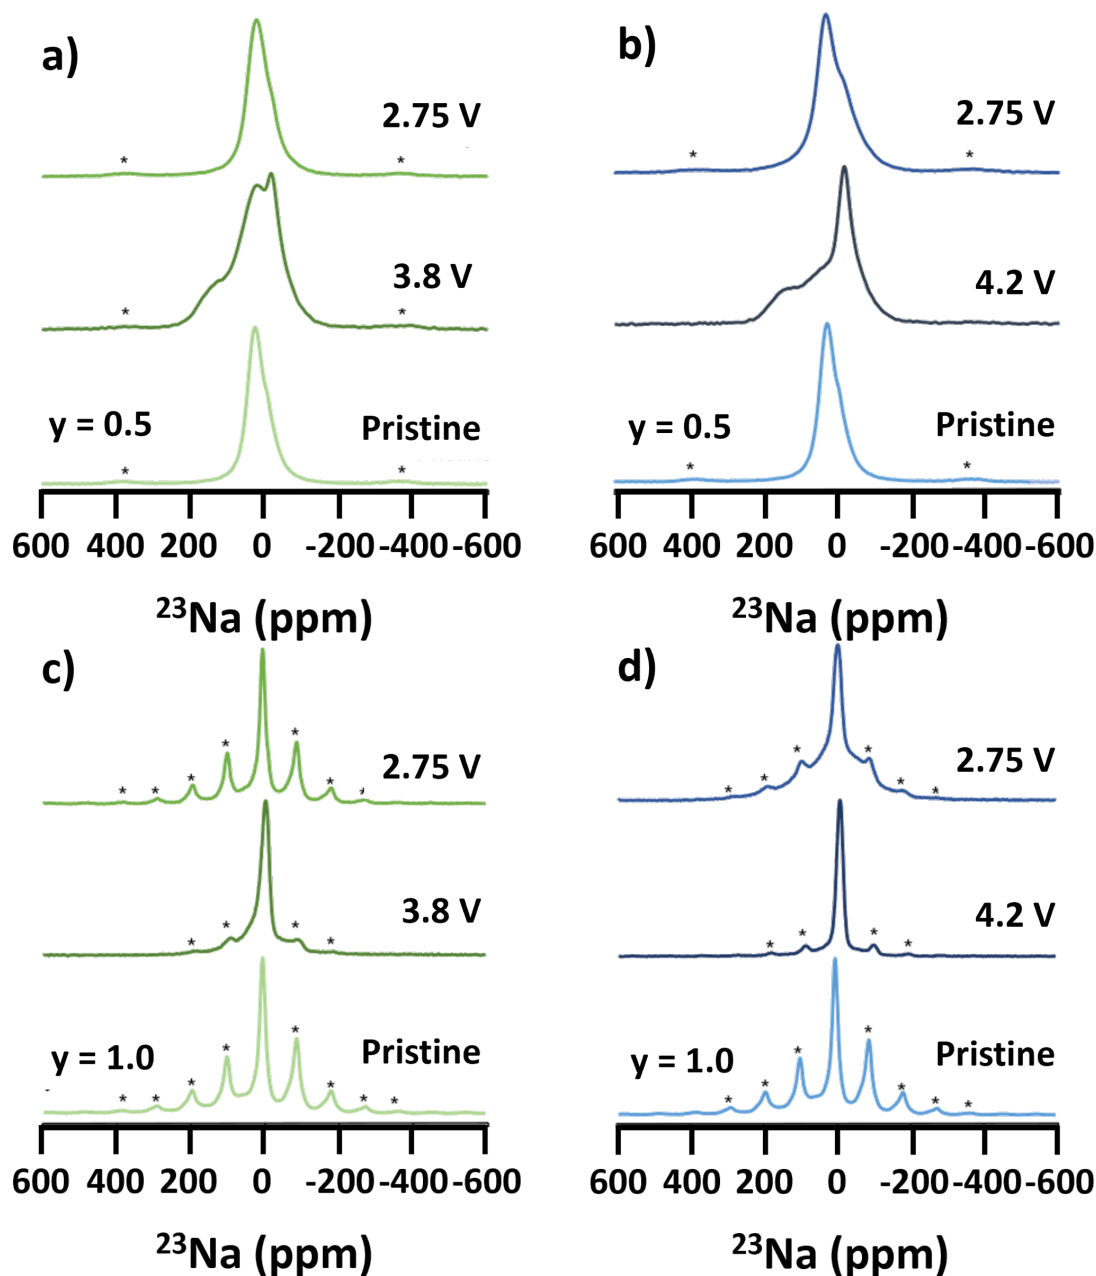 a)
*
*
2.75 V
*
*
3.8 V
*
*
y = 0.5
Pristine
600 400 200 0 -200 -400 -600
²³Na (ppm)
b)
*
*
2.75 V
4.2 V
*
*
y = 0.5
Pristine
600 400 200 0 -200 -400 -600
²³Na (ppm)
c)
* * * * * * *
2.75 V
* * * *
3.8 V
* * * * * * * *
y = 1.0
Pristine
600 400 200 0 -200 -400 -600
²³Na (ppm)
d)
* * * * * *
2.75 V
* * * *
4.2 V
* * * * * * *
y = 1.0
Pristine
600 400 200 0 -200 -400 -600
²³Na (ppm)